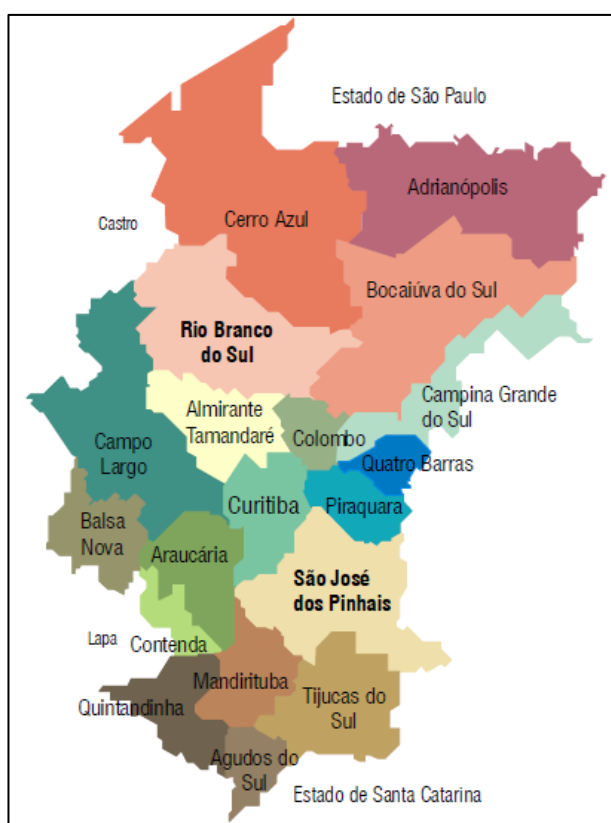 Estado de São Paulo
Adrianópolis
Castro
Cerro Azul
Bocaiúva do Sul
Rio Branco
do Sul
Campina Grande
do Sul
Almirante
Tamandaré
Colombo
Campo
Largo
Quatro Barras
Curitiba
Piraquara
Balsa
Nova
Araucária
São José
dos Pinhais
Lapa
Contenda
Mandirituba
Quintandinha
Tijucas do
Sul
Agudos do
Sul
Estado de Santa Catarina